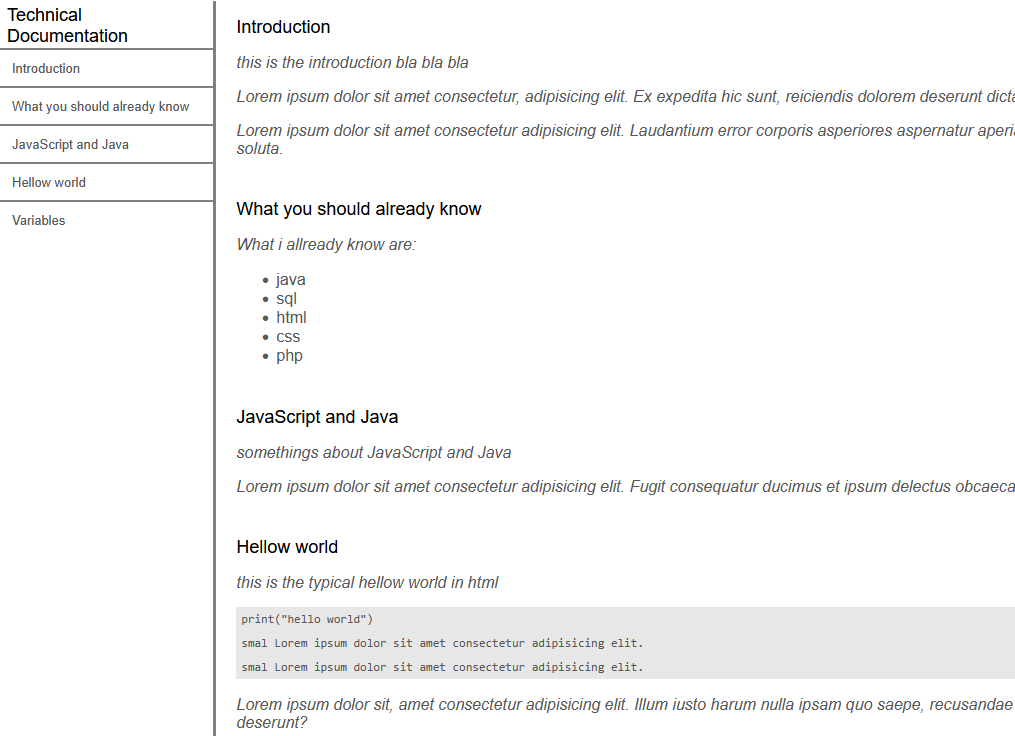 Technical
Documentation
Introduction
What you should already know
JavaScript and Java
Hellow world
Variables
Introduction
this is the introduction bla bla bla
Lorem ipsum dolor sit amet consectetur, adipisicing elit. Ex expedita hic sunt, reiciendis dolorem deserunt dicta
Lorem ipsum dolor sit amet consectetur adipisicing elit. Laudantium error corporis asperiores aspernatur aperia
soluta.
What you should already know
What i allready know are:
• java
• sql
• html
• css
• php
JavaScript and Java
somethings about JavaScript and Java
Lorem ipsum dolor sit amet consectetur adipisicing elit. Fugit consequatur ducimus et ipsum delectus obcaeca
Hellow world
this is the typical hellow world in html
print("hello world")
smal Lorem ipsum dolor sit amet consectetur adipisicing elit.
smal Lorem ipsum dolor sit amet consectetur adipisicing elit.
Lorem ipsum dolor sit, amet consectetur adipisicing elit. Illum iusto harum nulla ipsam quo saepe, recusandae
deserunt?